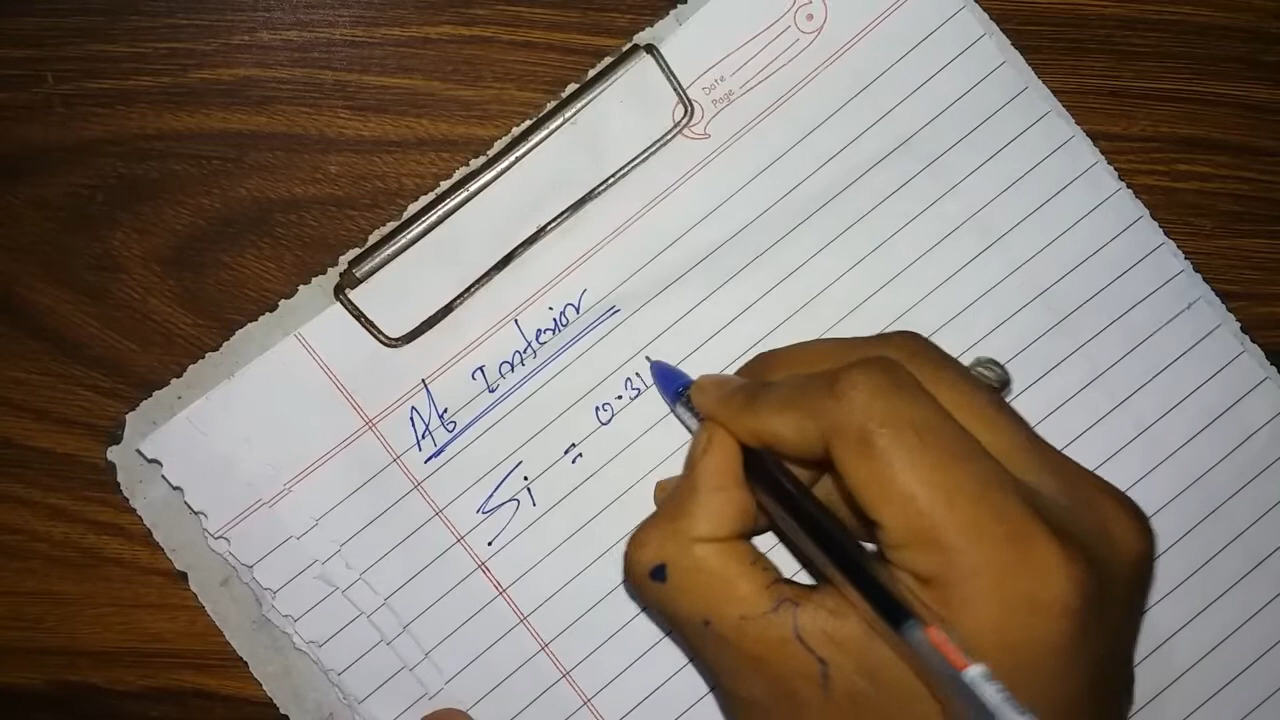 Date
Page
At Interior
Si = 0.31